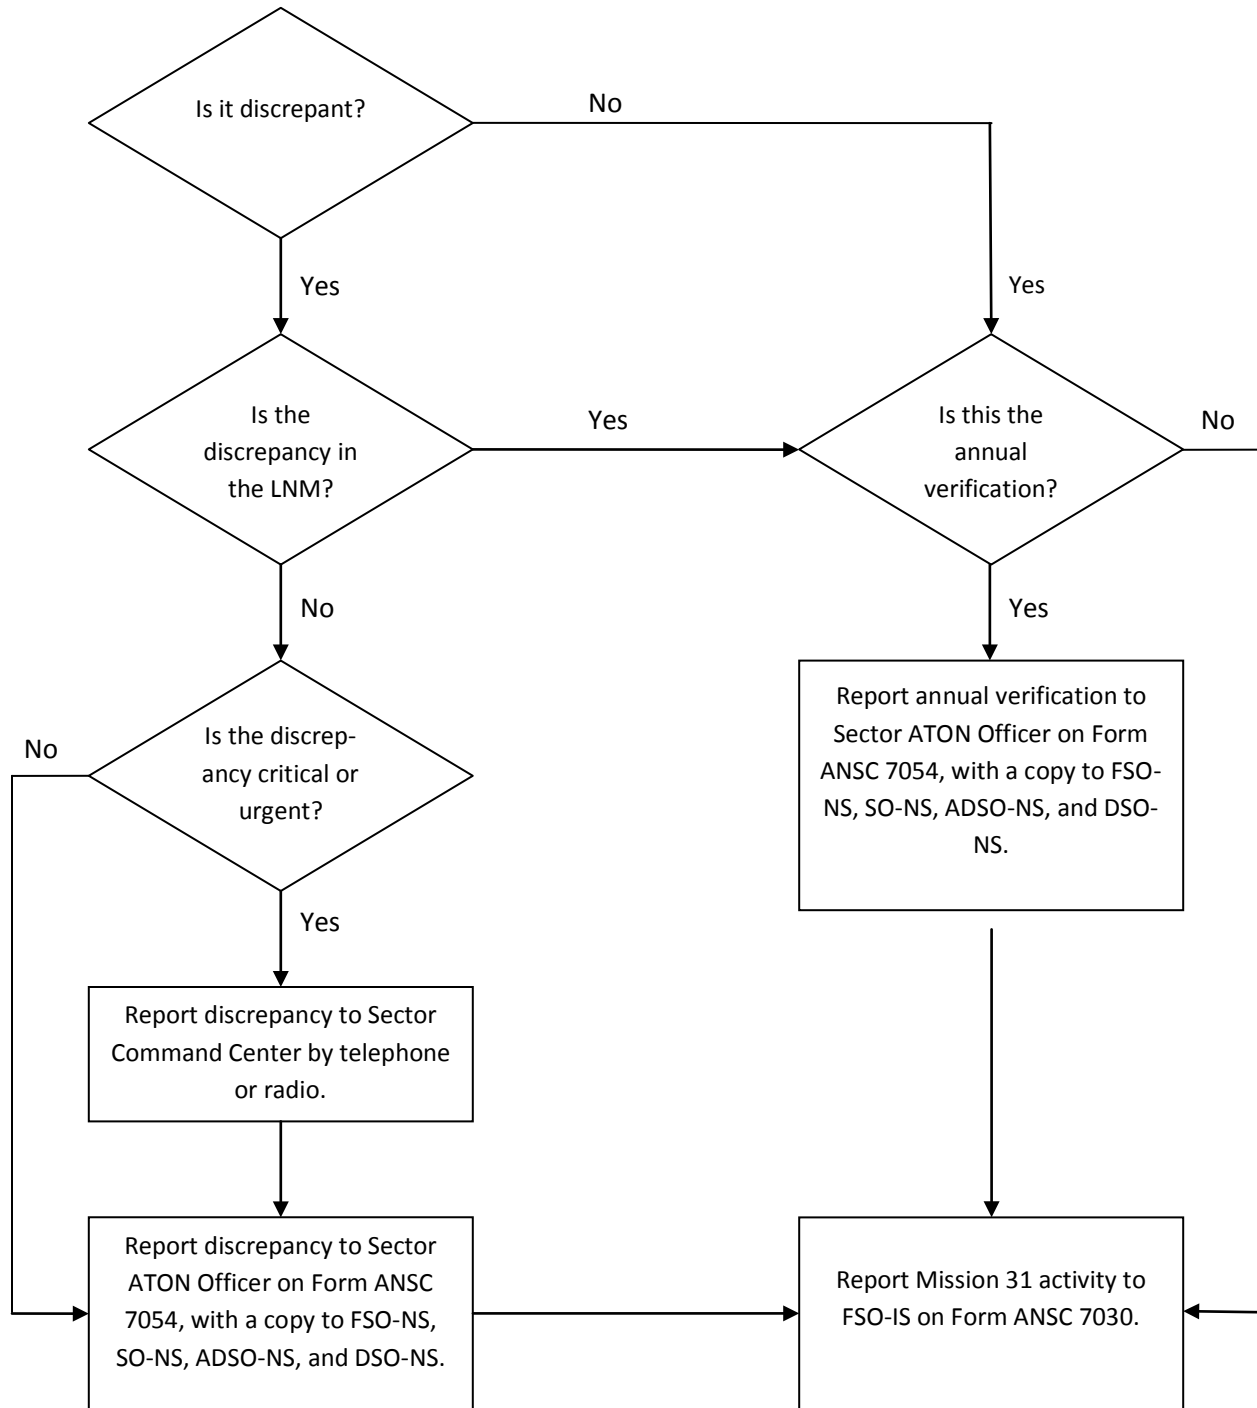 Is it discrepant?
No
Yes
Yes
Is the
discrepancy in
the LNM?
Yes
Is this the
annual
verification?
No
No
Yes
Is the discrep-
ancy critical or
urgent?
No
Report annual verification to
Sector ATON Officer on Form
ANSC 7054, with a copy to FSO-
NS, SO-NS, ADSO-NS, and DSO-
NS.
Yes
Report discrepancy to Sector
Command Center by telephone
or radio.
Report discrepancy to Sector
ATON Officer on Form ANSC
7054, with a copy to FSO-NS,
SO-NS, ADSO-NS, and DSO-NS.
Report Mission 31 activity to
FSO-IS on Form ANSC 7030.